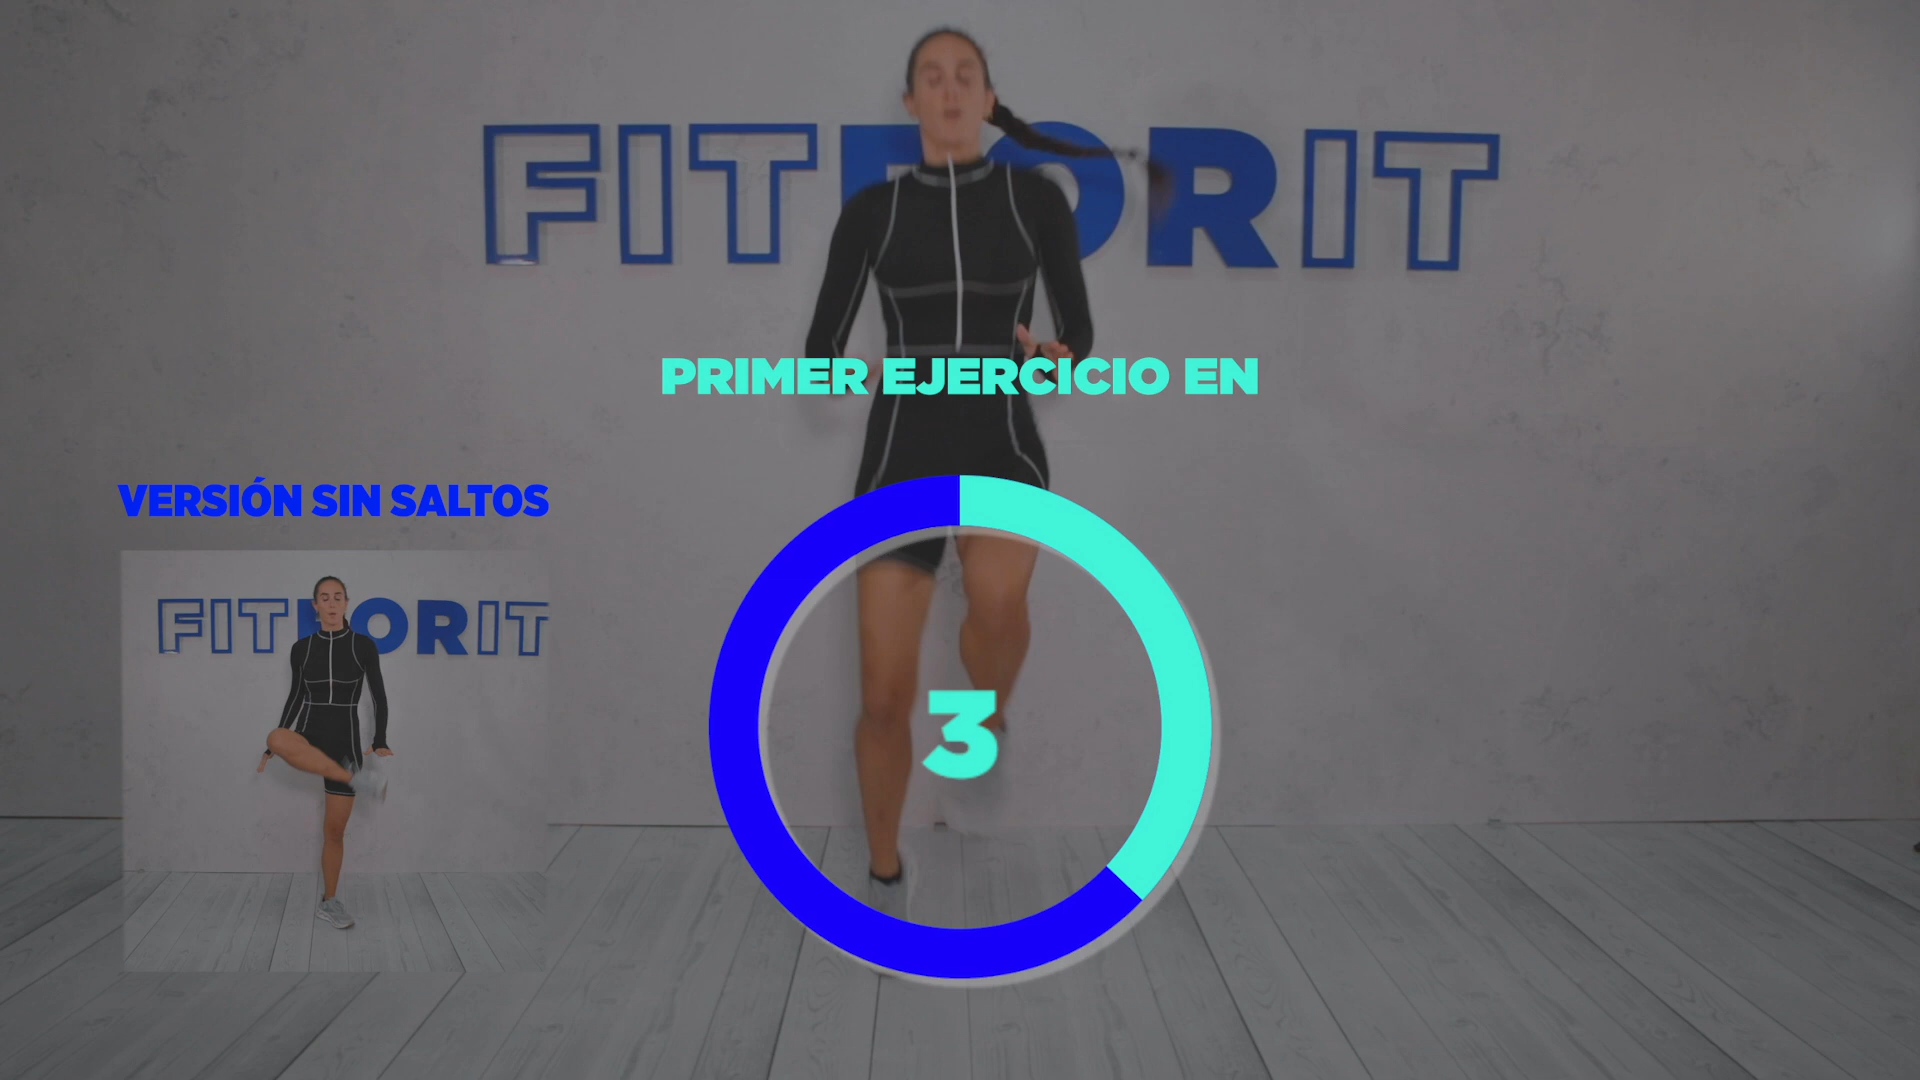 FITFORIT
PRIMER EJERCICIO EN
VERSIÓN SIN SALTOS
FITFORIT
3